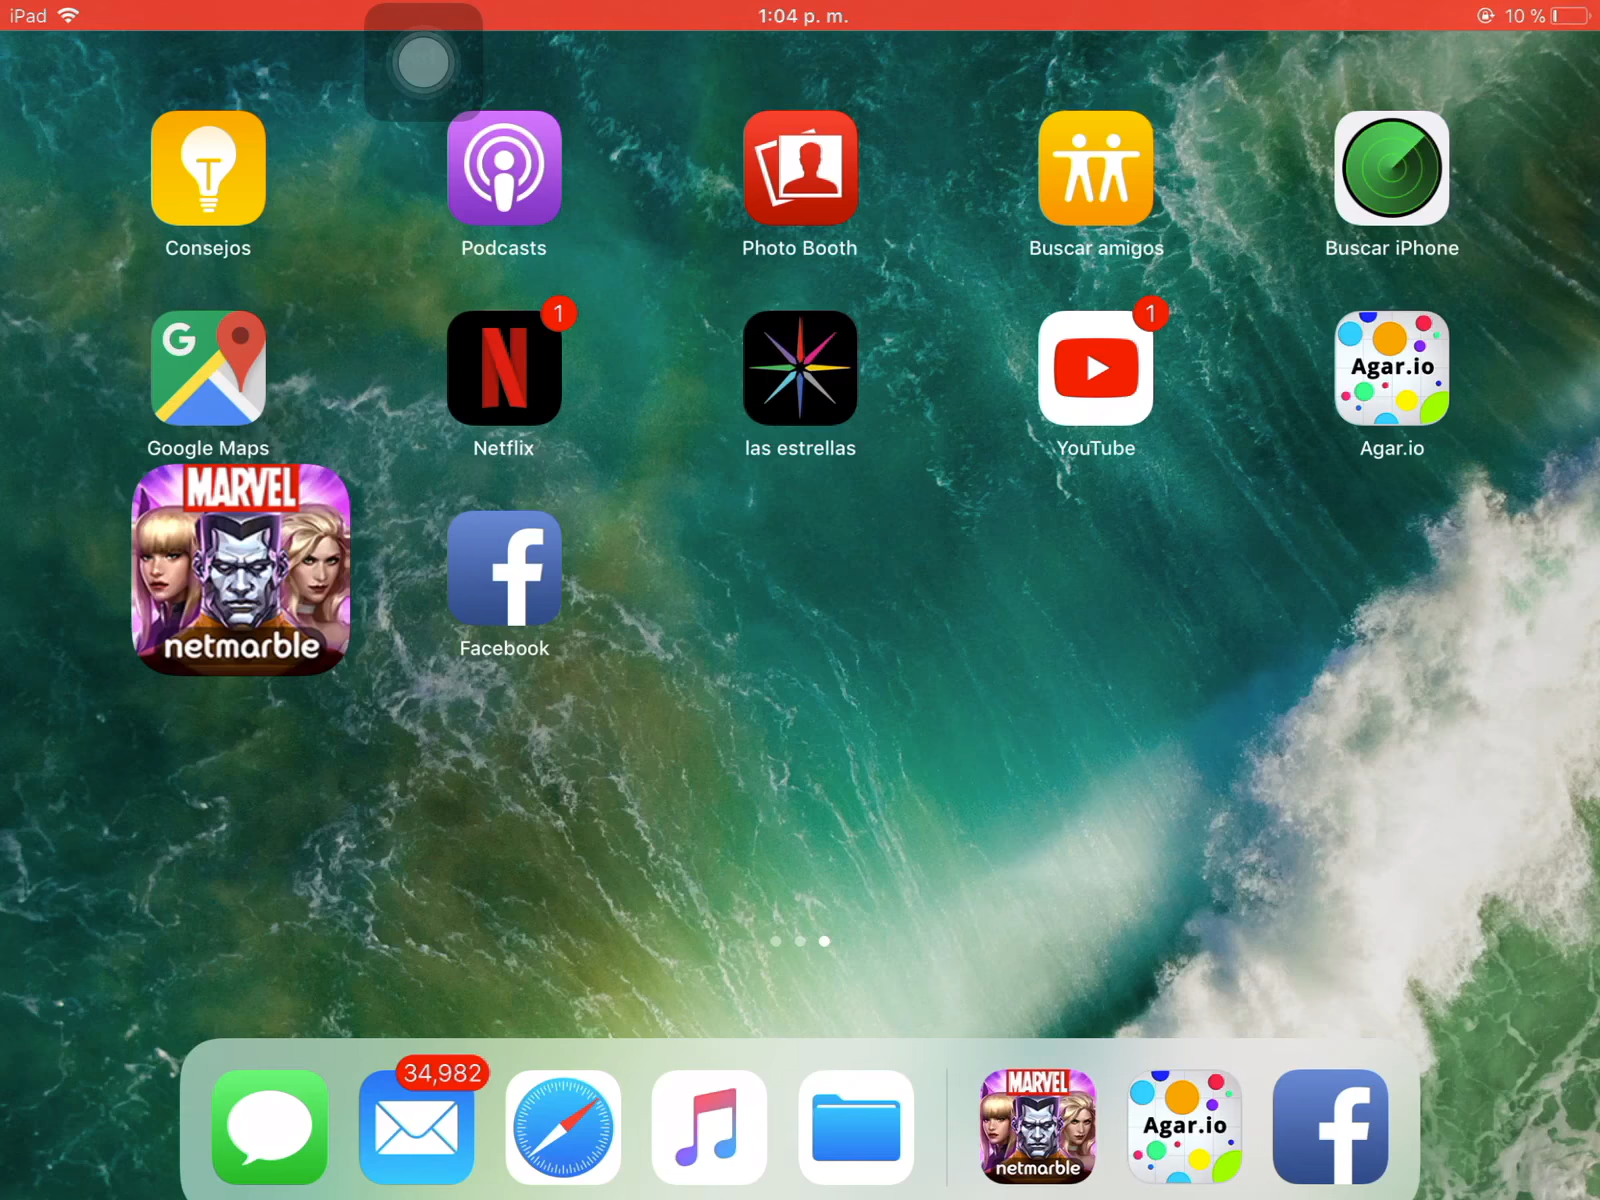 iPad 1:04 p. m. 10 %
Consejos Podcasts Photo Booth Buscar amigos Buscar iPhone
1 1
G N Agar.io
Google Maps Netflix las estrellas YouTube Agar.io
MARVEL
netmarble
f
Facebook
34,982
MARVEL
Agar.io
netmarble
f